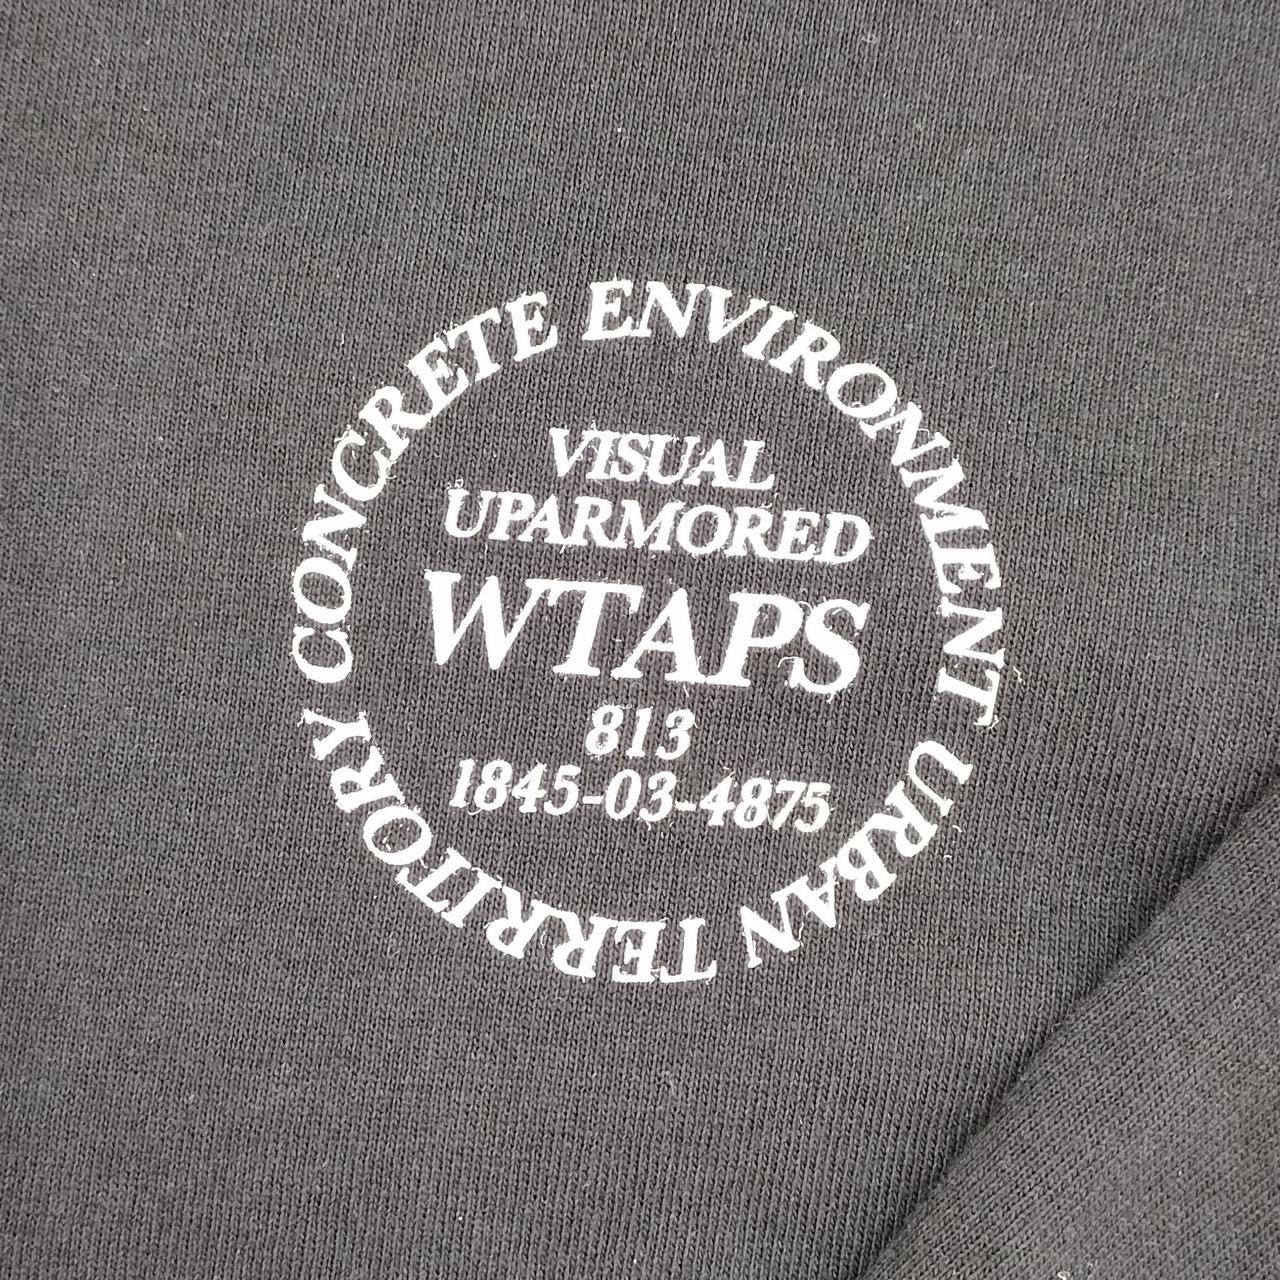 CONCRETE ENVIRONMENT URBAN TERRITORY
VISUAL
UPARMORED
WTAPS
813
1845-03-4875